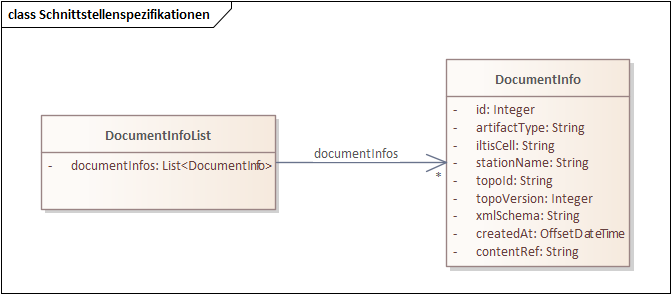 class Schnittstellenspezifikationen
DocumentInfoList
- documentInfos: List<DocumentInfo>
documentInfos
*
DocumentInfo
- id: Integer
- artifactType: String
- iltisCell: String
- stationName: String
- topoId: String
- topoVersion: Integer
- xmlSchema: String
- createdAt: OffsetDateTime
- contentRef: String